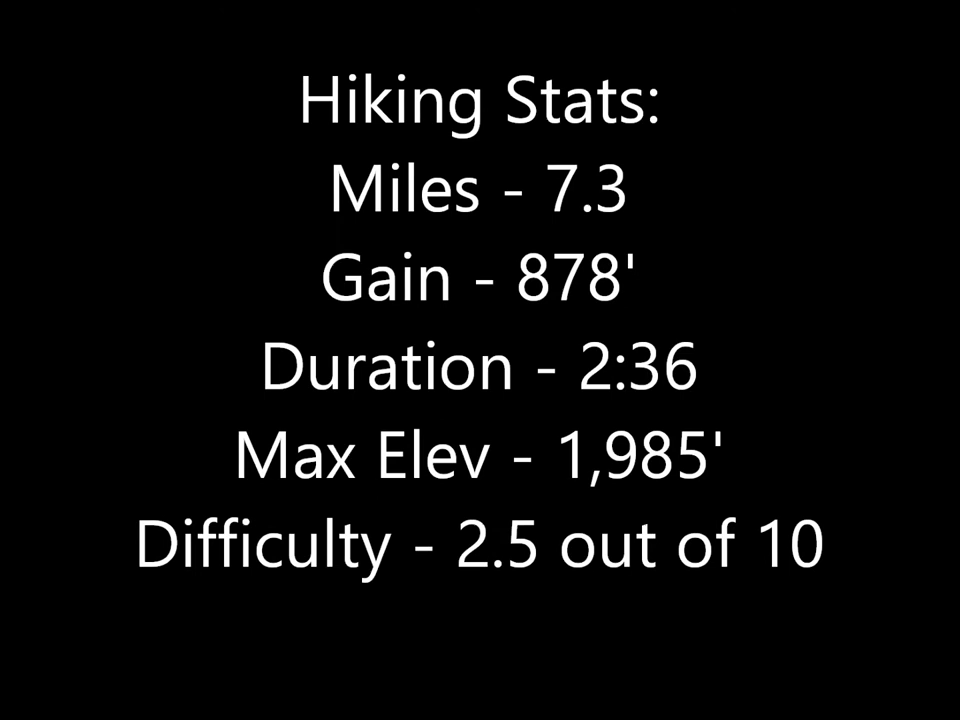 Hiking Stats:
Miles - 7.3
Gain - 878'
Duration - 2:36
Max Elev - 1,985'
Difficulty - 2.5 out of 10